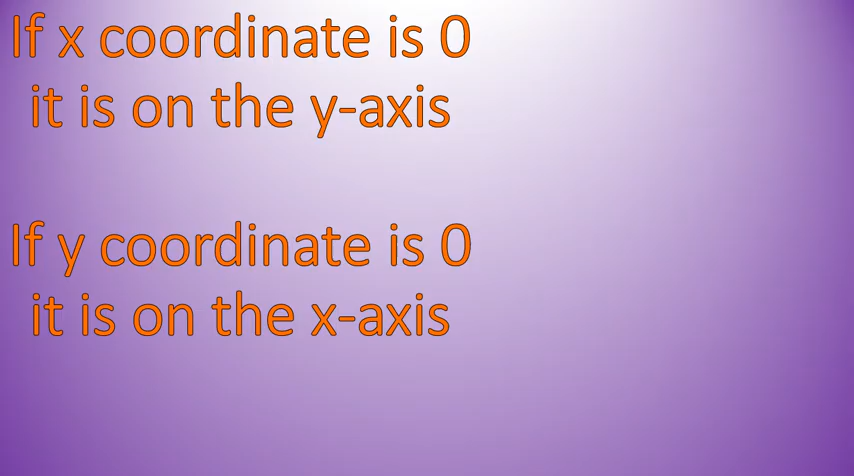 If x coordinate is 0
it is on the y-axis
If y coordinate is 0
it is on the x-axis